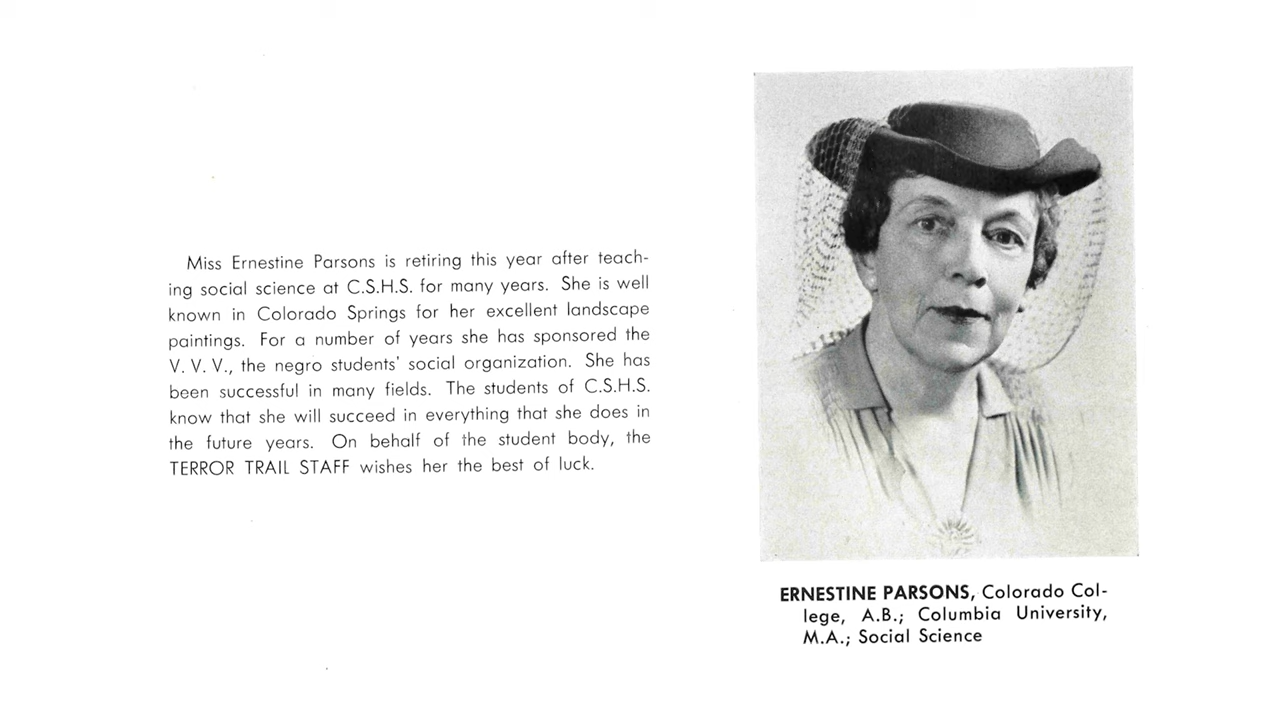 Miss Ernestine Parsons is retiring this year after teach-
ing social science at C.S.H.S. for many years. She is well
known in Colorado Springs for her excellent landscape
paintings. For a number of years she has sponsored the
V. V. V., the negro students' social organization. She has
been successful in many fields. The students of C.S.H.S.
know that she will succeed in everything that she does in
the future years. On behalf of the student body, the
TERROR TRAIL STAFF wishes her the best of luck.
ERNESTINE PARSONS, Colorado Col-
lege, A.B.; Columbia University,
M.A.; Social Science